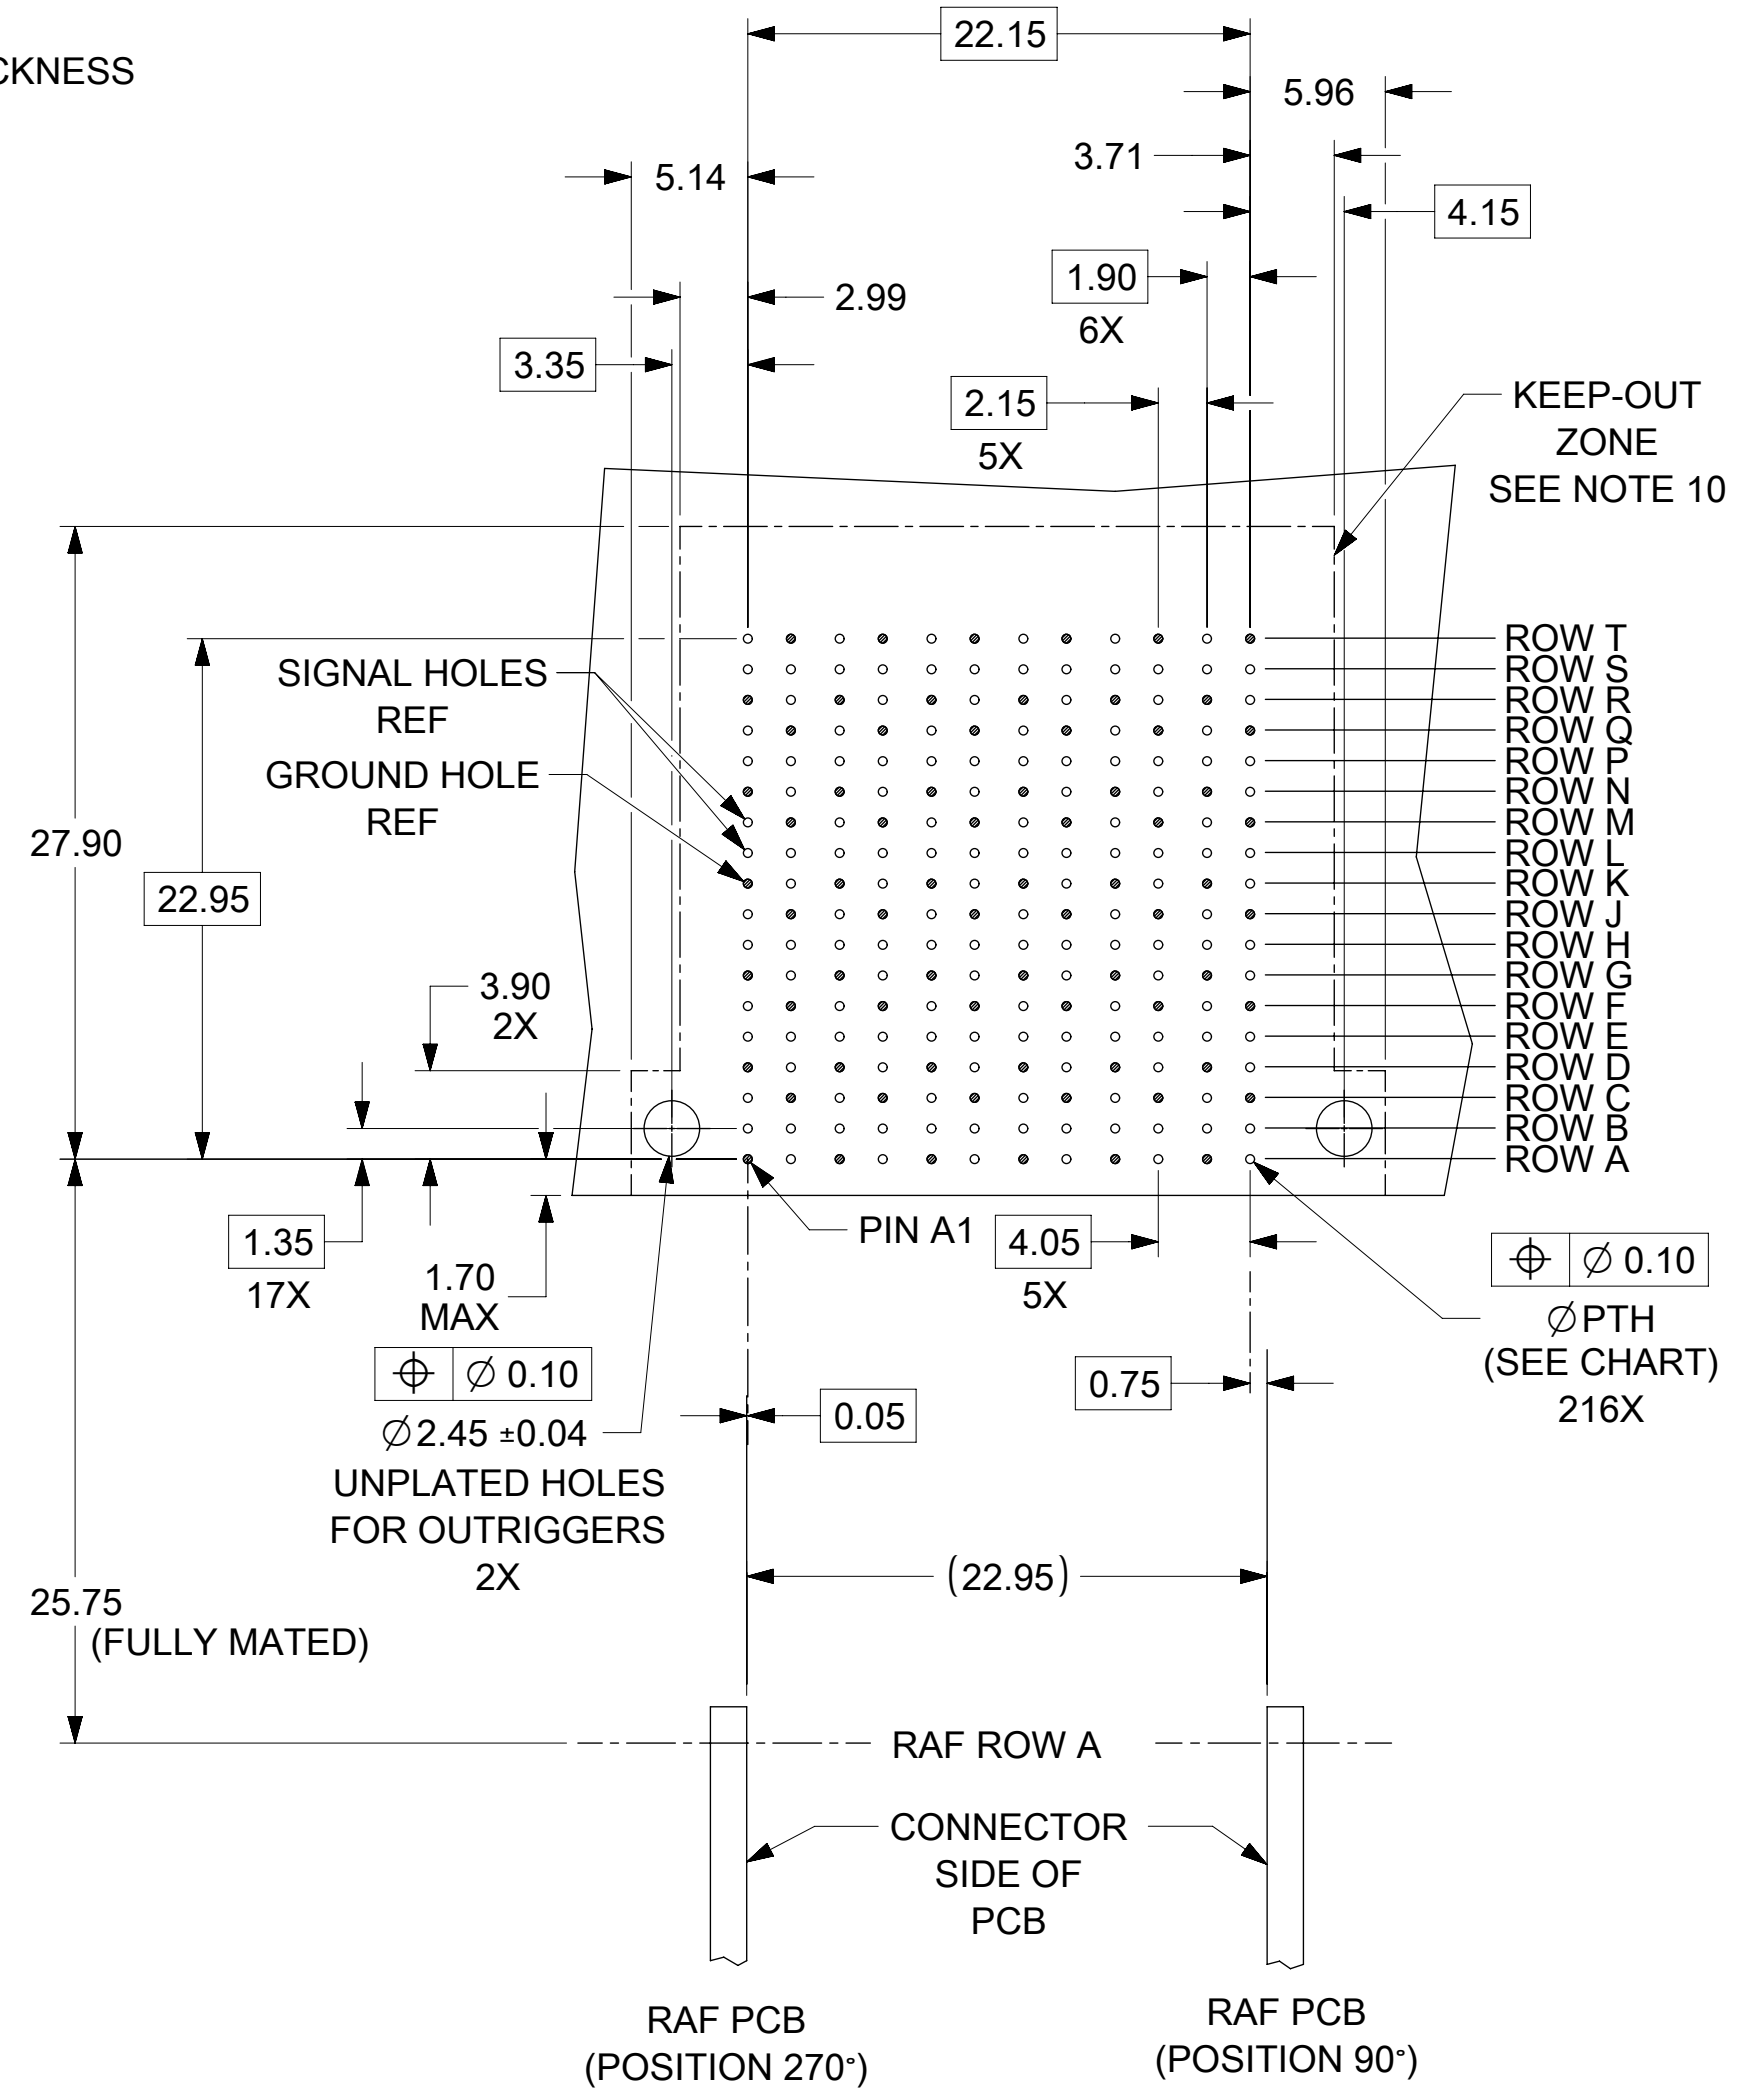 22.15
CKNESS
5.96
3.71
5.14
4.15
1.90
6X
2.99
3.35
2.15
5X
KEEP-OUT
ZONE
SEE NOTE 10
SIGNAL HOLES
REF
GROUND HOLE
REF
27.90
22.95
3.90
2X
ROW T
ROW S
ROW R
ROW Q
ROW P
ROW N
ROW M
ROW L
ROW K
ROW J
ROW H
ROW G
ROW F
ROW E
ROW D
ROW C
ROW B
ROW A
1.35
17X
1.70
MAX
PIN A1
4.05
5X
⌖ ∅ 0.10
∅ PTH
(SEE CHART)
216X
⌖ ∅ 0.10
∅ 2.45 ±0.04
UNPLATED HOLES
FOR OUTRIGGERS
2X
0.05
0.75
(22.95)
25.75
(FULLY MATED)
RAF ROW A
CONNECTOR
SIDE OF
PCB
RAF PCB
(POSITION 270°)
RAF PCB
(POSITION 90°)